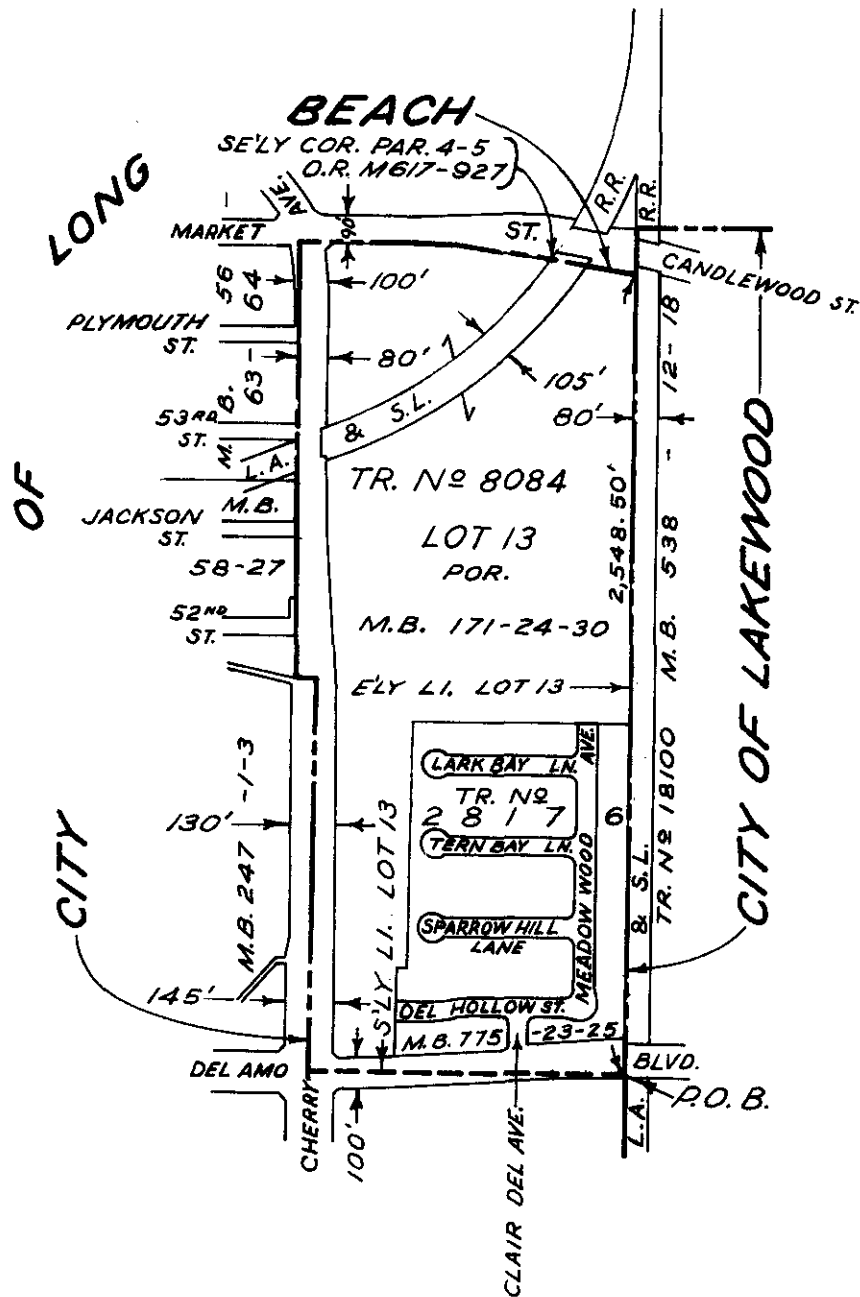 BEACH
SE'LY COR. PAR. 4-5
O.R. M617-927
LONG
AVE.
MARKET
90'
ST.
R.R.
R.R.
CANDLEWOOD ST.
56
64
100'
PLYMOUTH
ST.
80'
105'
M. B. 63-
80'
53RD
ST.
L.A.
& S.L.
OF
TR. Nº 8084
M.B.
JACKSON
ST.
LOT 13
POR.
58-27
2,548.50'
52ND
ST.
M.B. 171-24-30
E'LY LI. LOT 13
TR. Nº 18100 M.B. 538 - 12-18
CITY OF LAKEWOOD
LARK BAY LN.
TR. Nº
2 8 1 7 6
TERN BAY LN.
SPARROW HILL
LANE
MEADOW WOOD AVE.
DEL HOLLOW ST.
M.B. 775 -23-25
130'
M.B. 247 -1-3
S'LY LI. LOT 13
CITY
145'
DEL AMO
BLVD.
CHERRY
100'
CLAIR DEL AVE.
L.A. & S.L.
P.O.B.